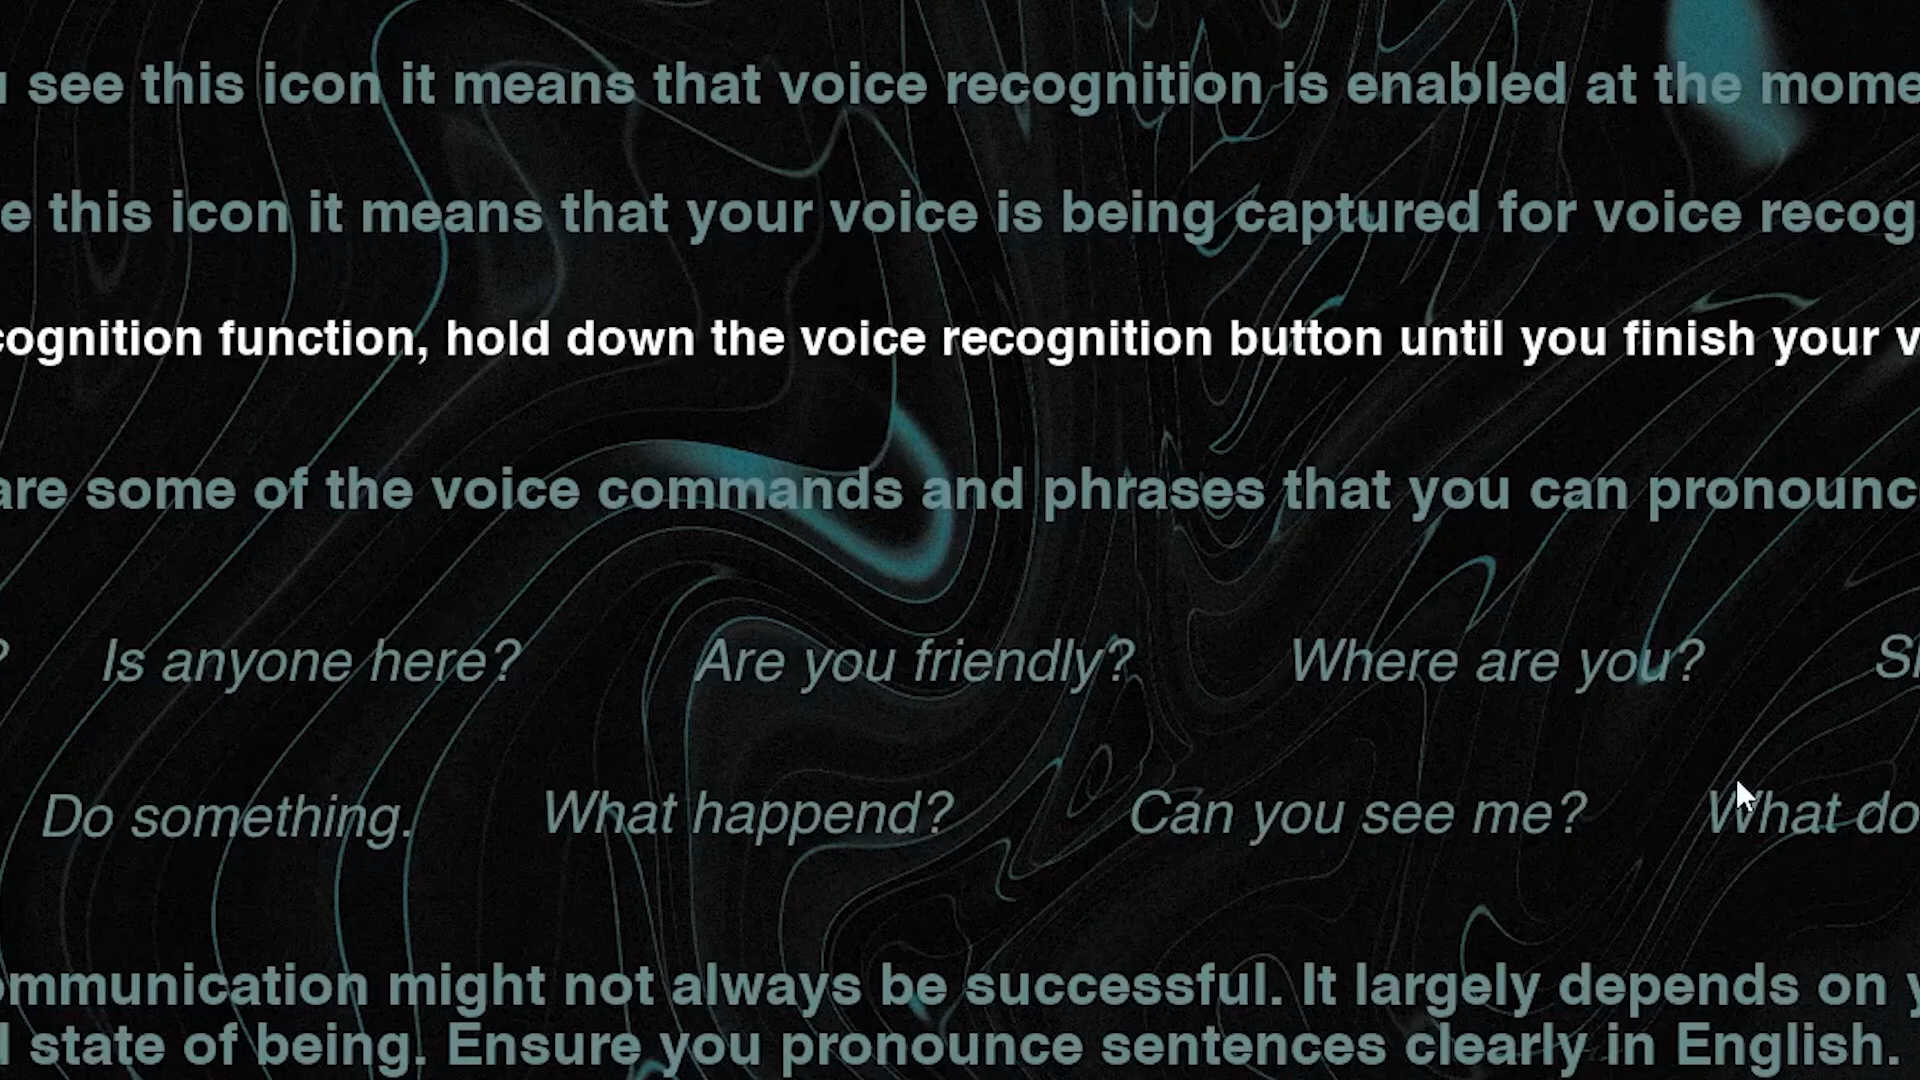 see this icon it means that voice recognition is enabled at the mome
e this icon it means that your voice is being captured for voice recog
cognition function, hold down the voice recognition button until you finish your v
are some of the voice commands and phrases that you can pronounc
? Is anyone here? Are you friendly? Where are you?
Do something. What happend? Can you see me? What do
ommunication might not always be successful. It largely depends on y
state of being. Ensure you pronounce sentences clearly in English.